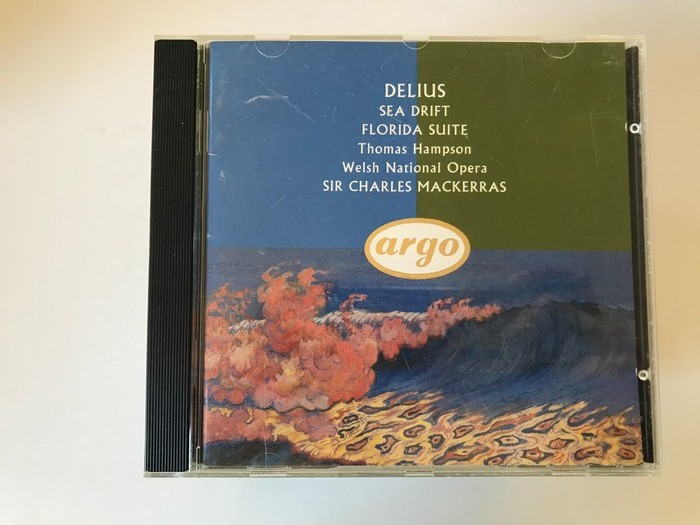 DELIUS
SEA DRIFT
FLORIDA SUITE
Thomas Hampson
Welsh National Opera
SIR CHARLES MACKERRAS
argo